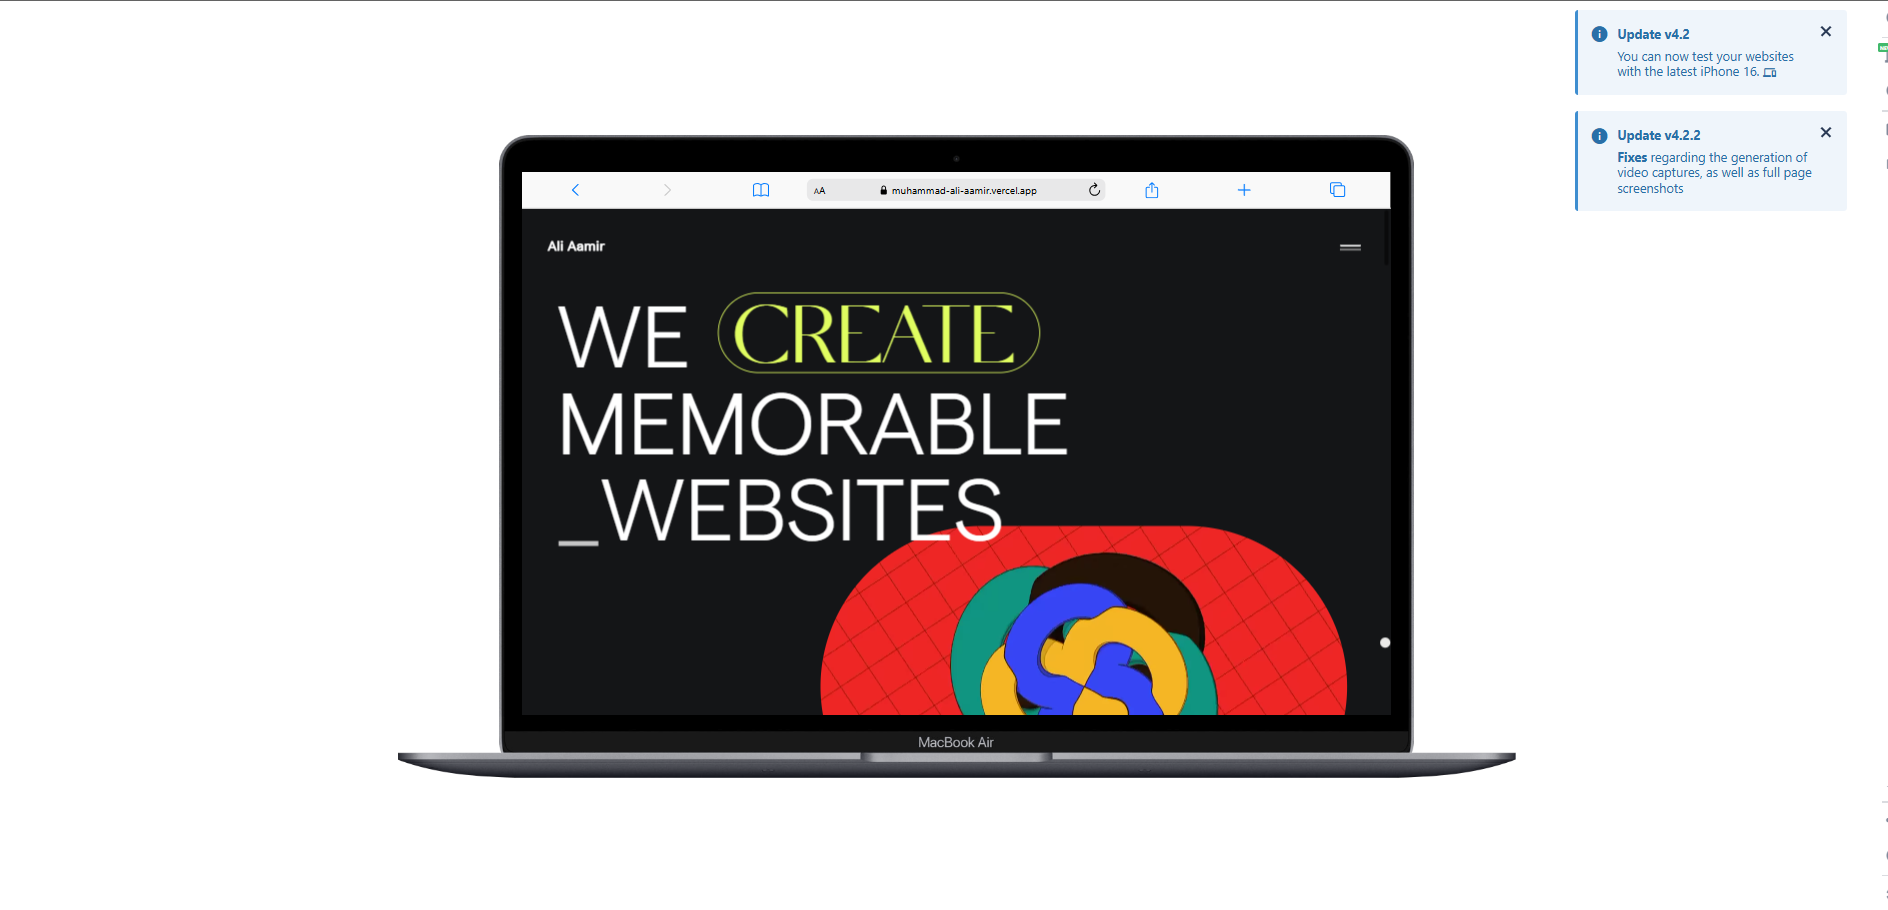 Update v4.2
You can now test your websites
with the latest iPhone 16.
Update v4.2.2
Fixes regarding the generation of
video captures, as well as full page
screenshots
AA
muhammad-ali-aamir.vercel.app
Ali Aamir
WE CREATE
MEMORABLE
_WEBSITES
MacBook Air